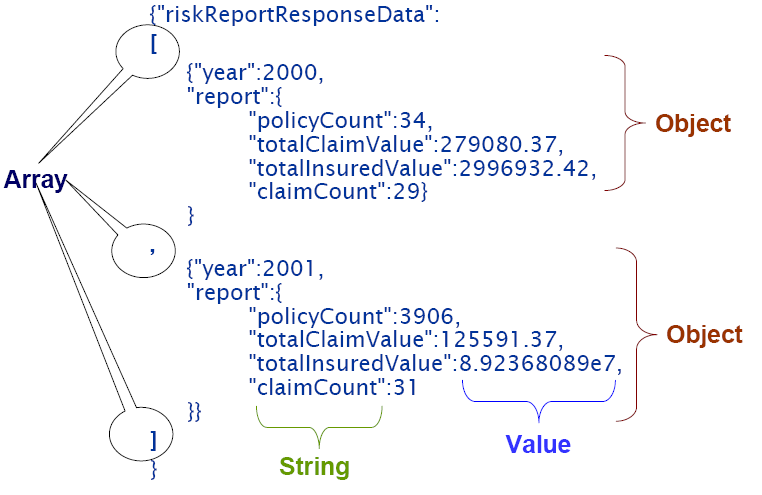 {"riskReportResponseData":
[
{"year":2000,
"report":{
"policyCount":34,
"totalClaimValue":279080.37,
"totalInsuredValue":2996932.42,
"claimCount":29}
}
Object
Array
,
{"year":2001,
"report":{
"policyCount":3906,
"totalClaimValue":125591.37,
"totalInsuredValue":8.92368089e7,
"claimCount":31
}}
Object
]
}
String
Value